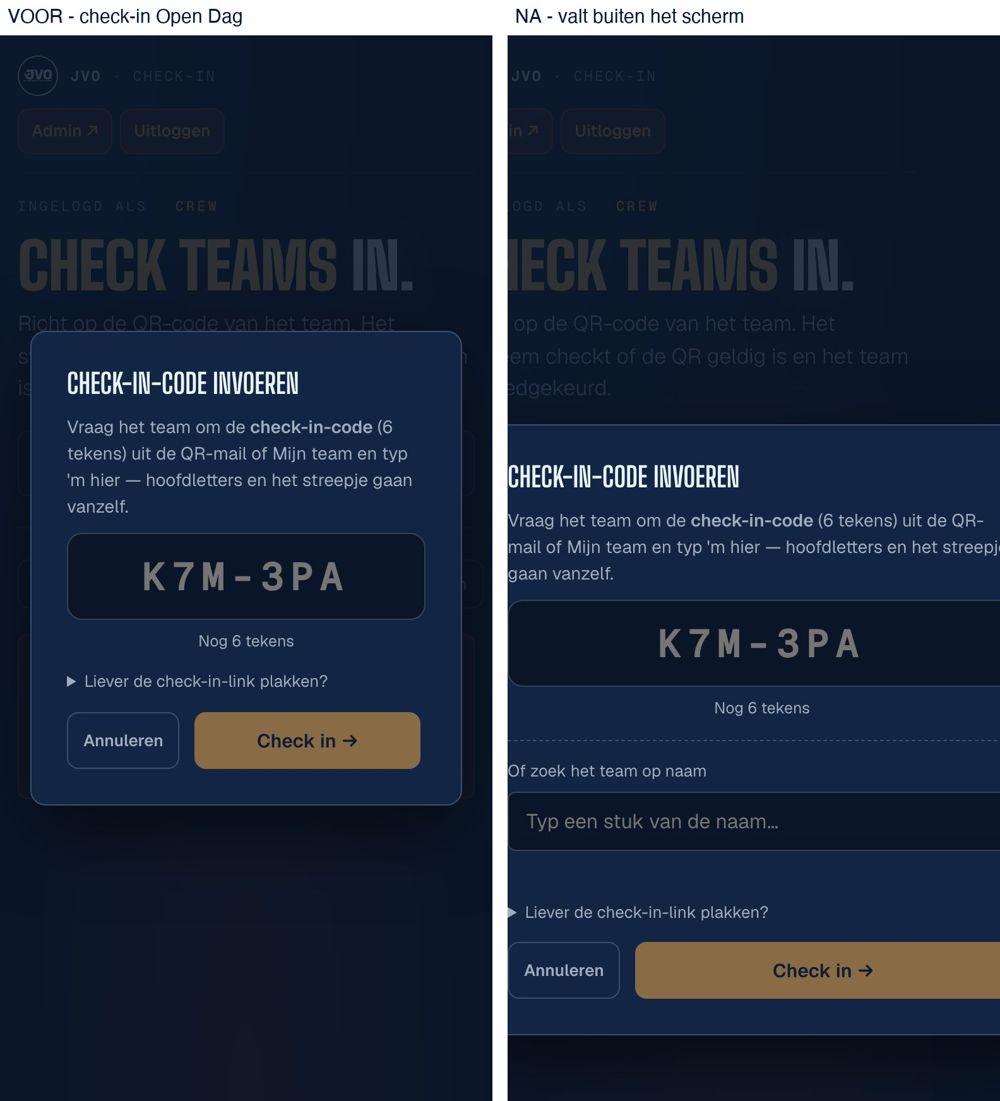 VOOR - check-in Open Dag
JVO JVO · CHECK-IN
Admin ↗ Uitloggen
INGELOGD ALS CREW
CHECK TEAMS IN.
Richt op de QR-code van het team. Het
CHECK-IN-CODE INVOEREN
Vraag het team om de check-in-code (6
tekens) uit de QR-mail of Mijn team en typ
'm hier — hoofdletters en het streepje gaan
vanzelf.
K7M-3PA
Nog 6 tekens
▶ Liever de check-in-link plakken?
Annuleren Check in →
NA - valt buiten het scherm
JVO · CHECK-IN
in ↗ Uitloggen
OGD ALS CREW
HECK TEAMS IN.
op de QR-code van het team. Het
eem checkt of de QR geldig is en het team
edgekeurd.
CHECK-IN-CODE INVOEREN
Vraag het team om de check-in-code (6 tekens) uit de QR-
mail of Mijn team en typ 'm hier — hoofdletters en het streepje
gaan vanzelf.
K7M-3PA
Nog 6 tekens
Of zoek het team op naam
Typ een stuk van de naam...
▶ Liever de check-in-link plakken?
Annuleren Check in →